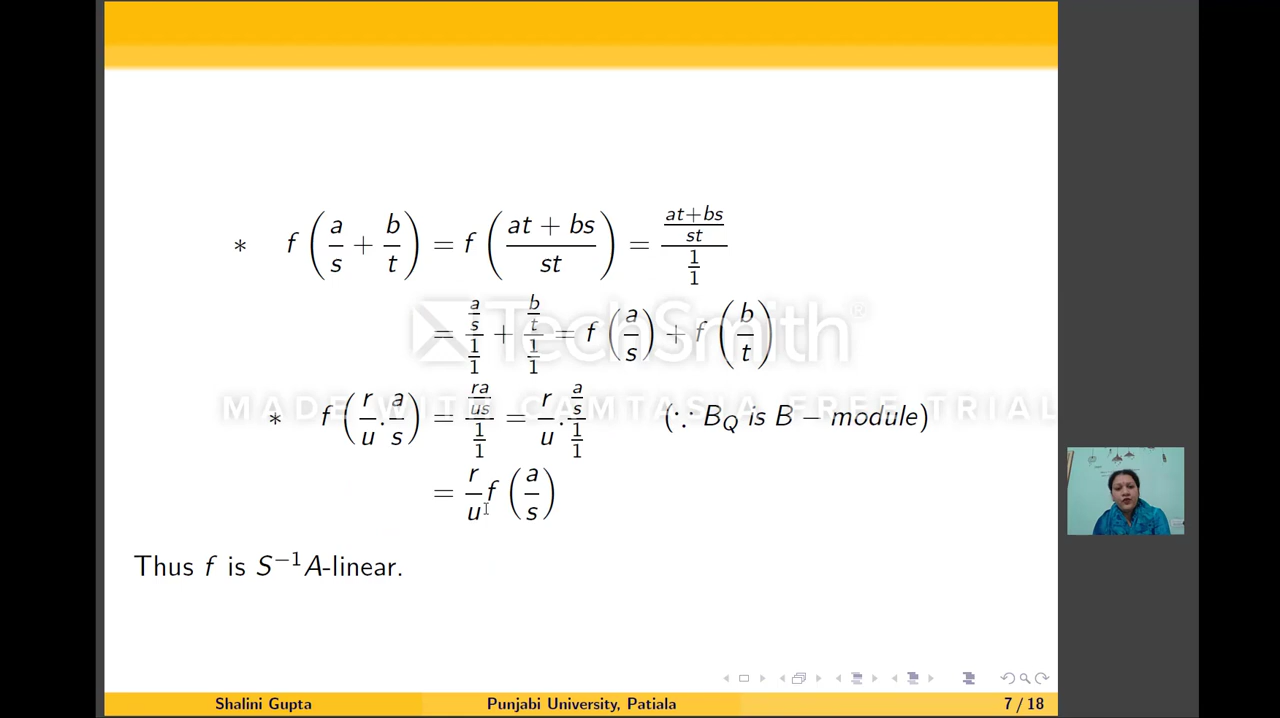 * f(a/s + b/t) = f((at + bs)/st) = ((at+bs)/st)/(1/1)
= (a/s)/(1/1) + (b/t)/(1/1) = f(a/s) + f(b/t)
TechSmith®
MADE WITH CAMTASIA FREE TRIAL
* f(r/u . a/s) = (ra/us)/(1/1) = r/u . (a/s)/(1/1) (∵ B_Q is B − module)
= r/u f(a/s)
Thus f is S⁻¹A-linear.
Shalini Gupta Punjabi University, Patiala 7 / 18